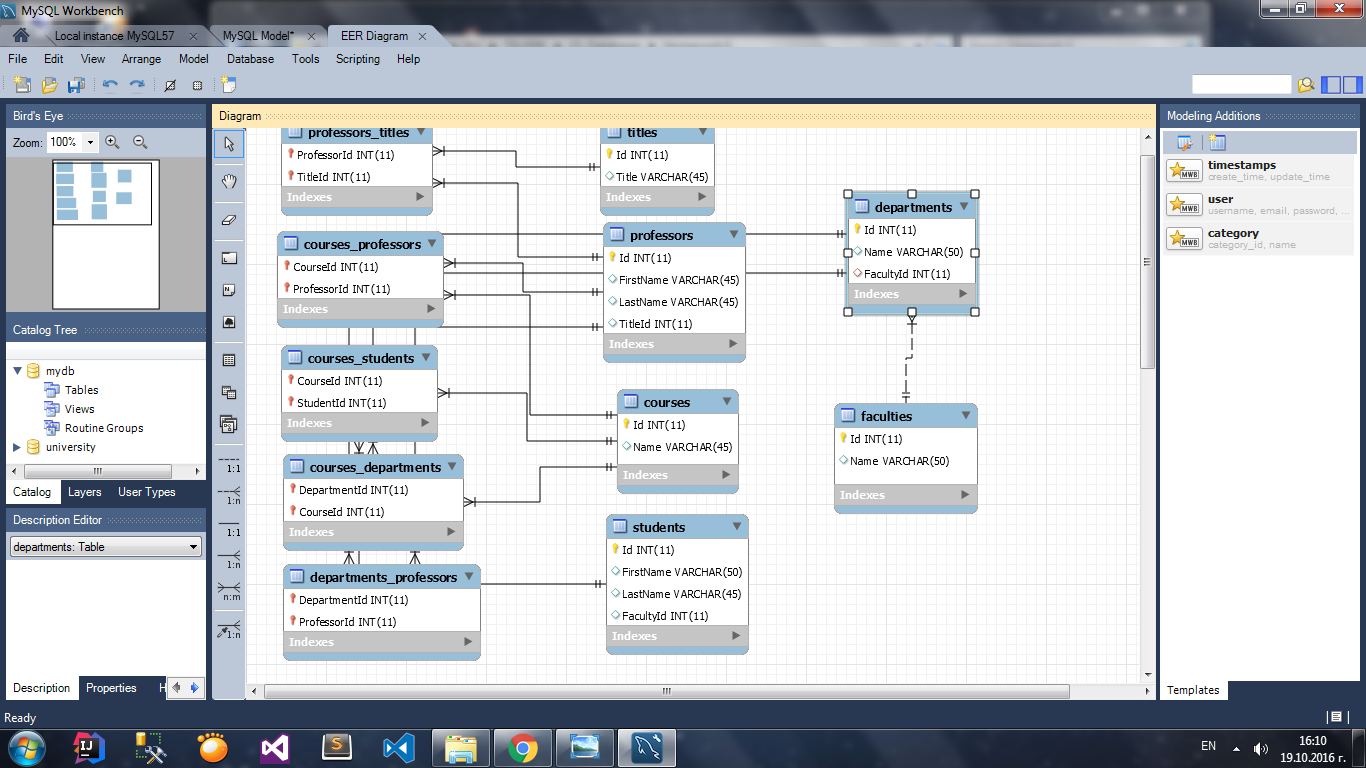 MySQL Workbench
Local instance MySQL57
MySQL Model*
EER Diagram
File Edit View Arrange Model Database Tools Scripting Help
Bird's Eye
Zoom: 100%
Catalog Tree
mydb
Tables
Views
Routine Groups
university
Catalog Layers User Types
Description Editor
departments: Table
Description Properties H
Ready
Diagram
1:1
1:n
1:1
1:n
n:m
1:n
professors_titles
ProfessorId INT(11)
TitleId INT(11)
Indexes
courses_professors
CourseId INT(11)
ProfessorId INT(11)
Indexes
courses_students
CourseId INT(11)
StudentId INT(11)
Indexes
courses_departments
DepartmentId INT(11)
CourseId INT(11)
Indexes
departments_professors
DepartmentId INT(11)
ProfessorId INT(11)
Indexes
titles
Id INT(11)
Title VARCHAR(45)
Indexes
professors
Id INT(11)
FirstName VARCHAR(45)
LastName VARCHAR(45)
TitleId INT(11)
Indexes
courses
Id INT(11)
Name VARCHAR(45)
Indexes
students
Id INT(11)
FirstName VARCHAR(50)
LastName VARCHAR(45)
FacultyId INT(11)
Indexes
departments
Id INT(11)
Name VARCHAR(50)
FacultyId INT(11)
Indexes
faculties
Id INT(11)
Name VARCHAR(50)
Indexes
Modeling Additions
MWB
timestamps
create_time, update_time
MWB
user
username, email, password, ...
MWB
category
category_id, name
Templates
IJ
S
EN
16:10
19.10.2016 г.